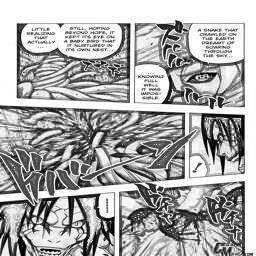 A SNAKE THAT
CRAWLED ON
THE EARTH
DREAMT OF
SOARING
THROUGH
THE SKY...
KNOWING
FULL WELL
IT WAS
IMPOS-
SIBLE.
STILL, HOPING
BEYOND HOPE, IT
KEPT ITS EYE ON
A BABY BIRD THAT
IT NURTURED IN
ITS OWN NEST...
LITTLE
REALIZING
THAT
ACTUALLY
...